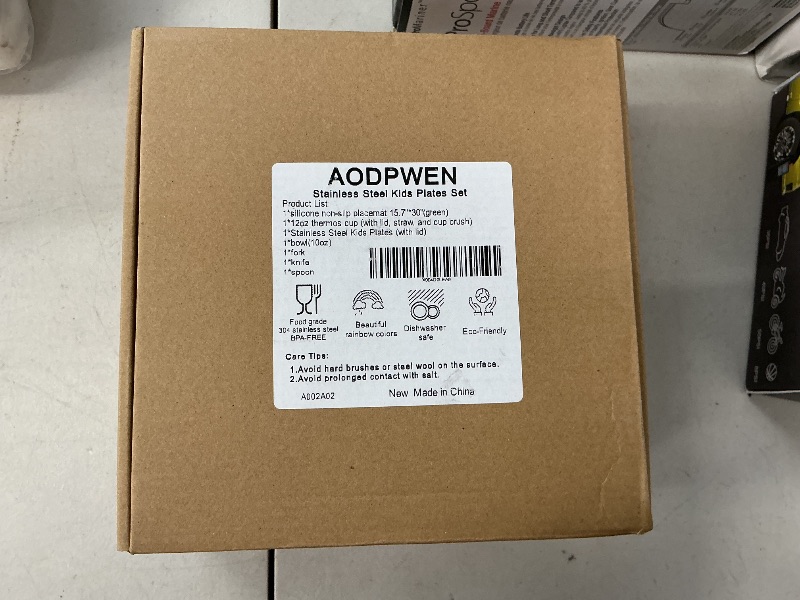 AODPWEN
Stainless Steel Kids Plates Set
Product List
1*silicone non-slip placemat 15.7"*30"(green)
1*12oz thermos cup (with lid, straw, and cup brush)
1*Stainless Steel Kids Plates (with lid)
1*bowl(10oz)
1*fork
1*knife
1*spoon
Food grade
304 stainless steel
BPA-FREE
Beautiful
rainbow colors
Dishwasher
safe
Eco-Friendly
Care Tips:
1.Avoid hard brushes or steel wool on the surface.
2.Avoid prolonged contact with salt.
A002A02
New Made in China
ProSpe